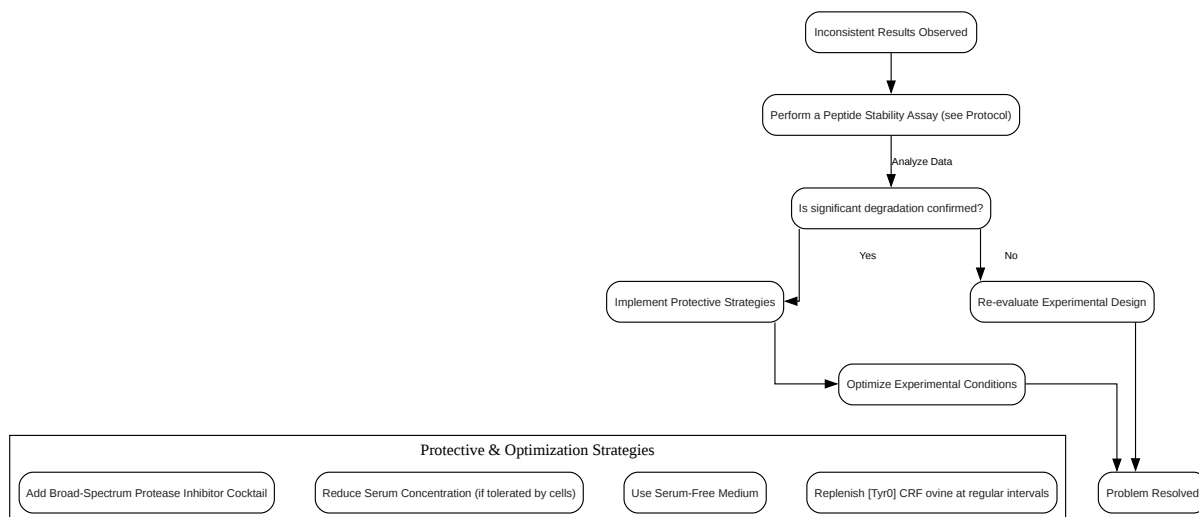 Inconsistent Results Observed
Perform a Peptide Stability Assay (see Protocol)
Analyze Data
Is significant degradation confirmed?
Yes
No
Implement Protective Strategies
Re-evaluate Experimental Design
Optimize Experimental Conditions
Protective & Optimization Strategies
Add Broad-Spectrum Protease Inhibitor Cocktail
Reduce Serum Concentration (if tolerated by cells)
Use Serum-Free Medium
Replenish [Tyr0] CRF ovine at regular intervals
Problem Resolved